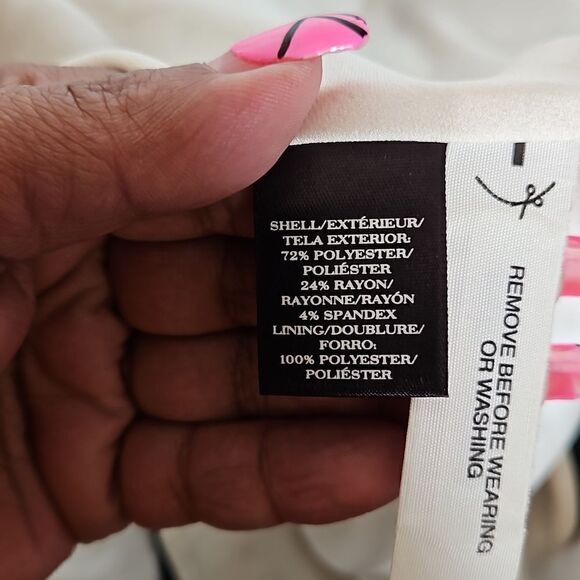 SHELL/EXTÉRIEUR/
TELA EXTERIOR:
72% POLYESTER/
POLIÉSTER
24% RAYON/
RAYONNE/RAYÓN
4% SPANDEX
LINING/DOUBLURE/
FORRO:
100% POLYESTER/
POLIÉSTER
REMOVE BEFORE WEARING
OR WASHING